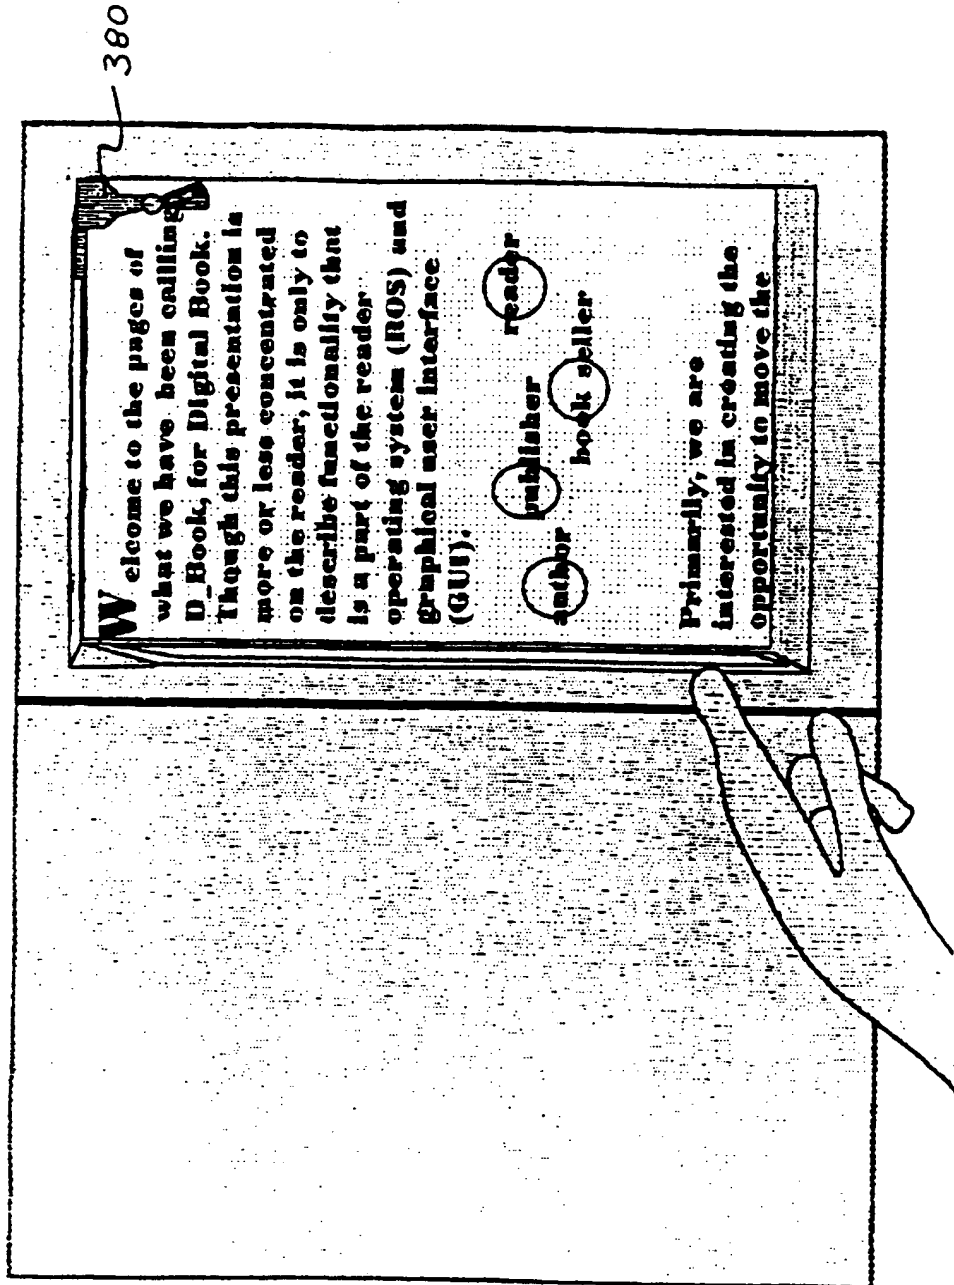 380
Welcome to the pages of
what we have been callling
D_Book, for Digital Book.
Though this presentation is
more or less concentrated
on the reader, it is only to
describe functionality that
is a part of the reader
operating system (ROS) and
graphical user interface
(GUI).
author publisher book seller reader
Primarily, we are
interested in creating the
opportunity to move the